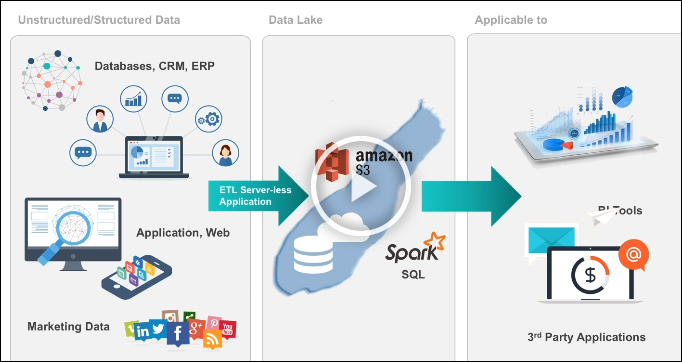 Unstructured/Structured Data
Data Lake
Applicable to
Databases, CRM, ERP
amazon
S3
ETL Server-less
Application
Application, Web
BI Tools
Spark
SQL
Marketing Data
3rd Party Applications